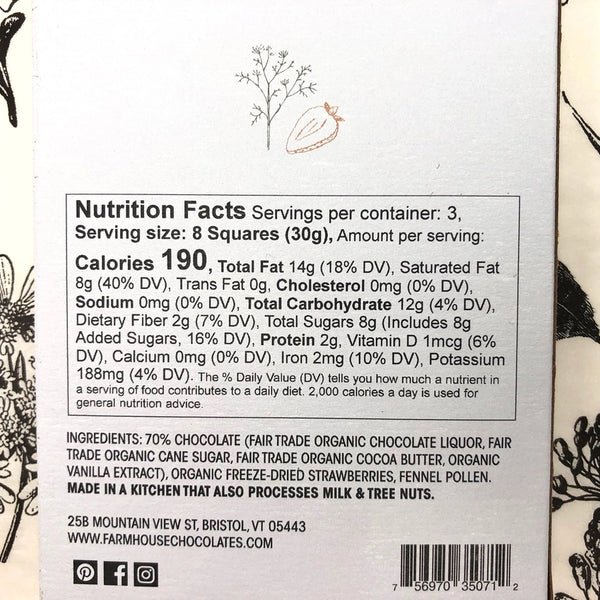 Nutrition Facts Servings per container: 3,
Serving size: 8 Squares (30g), Amount per serving:
Calories 190, Total Fat 14g (18% DV), Saturated Fat
8g (40% DV), Trans Fat 0g, Cholesterol 0mg (0% DV),
Sodium 0mg (0% DV), Total Carbohydrate 12g (4% DV),
Dietary Fiber 2g (7% DV), Total Sugars 8g (Includes 8g
Added Sugars, 16% DV), Protein 2g, Vitamin D 1mcg (6%
DV), Calcium 0mg (0% DV), Iron 2mg (10% DV), Potassium
188mg (4% DV). The % Daily Value (DV) tells you how much a nutrient in
a serving of food contributes to a daily diet. 2,000 calories a day is used for
general nutrition advice.
INGREDIENTS: 70% CHOCOLATE (FAIR TRADE ORGANIC CHOCOLATE LIQUOR, FAIR
TRADE ORGANIC CANE SUGAR, FAIR TRADE ORGANIC COCOA BUTTER, ORGANIC
VANILLA EXTRACT), ORGANIC FREEZE-DRIED STRAWBERRIES, FENNEL POLLEN.
MADE IN A KITCHEN THAT ALSO PROCESSES MILK & TREE NUTS.
25B MOUNTAIN VIEW ST, BRISTOL, VT 05443
WWW.FARMHOUSECHOCOLATES.COM
7 56970 35071 2